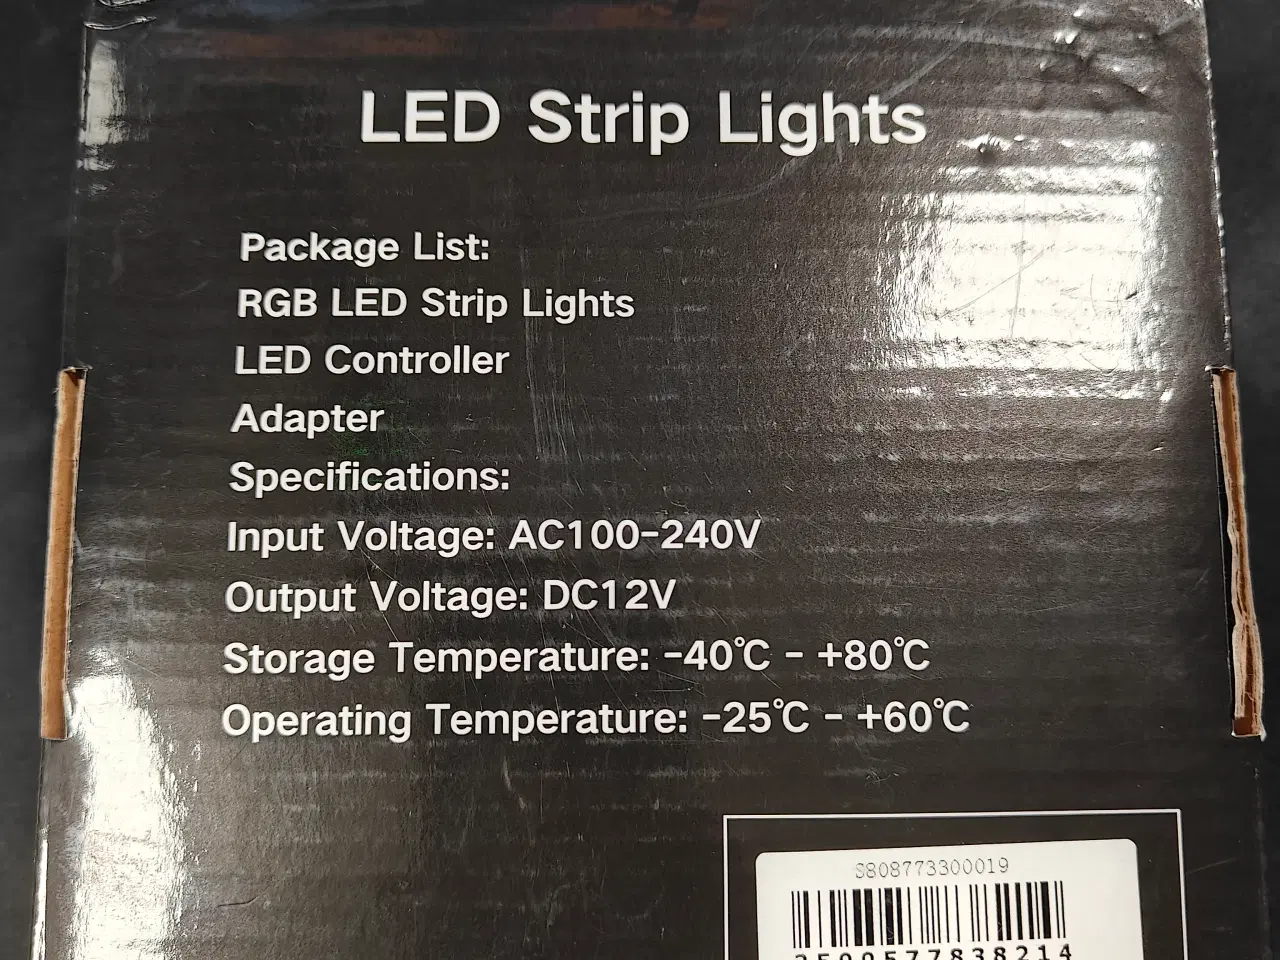 LED Strip Lights
Package List:
RGB LED Strip Lights
LED Controller
Adapter
Specifications:
Input Voltage: AC100-240V
Output Voltage: DC12V
Storage Temperature: -40℃ - +80℃
Operating Temperature: -25℃ - +60℃
S808773300019